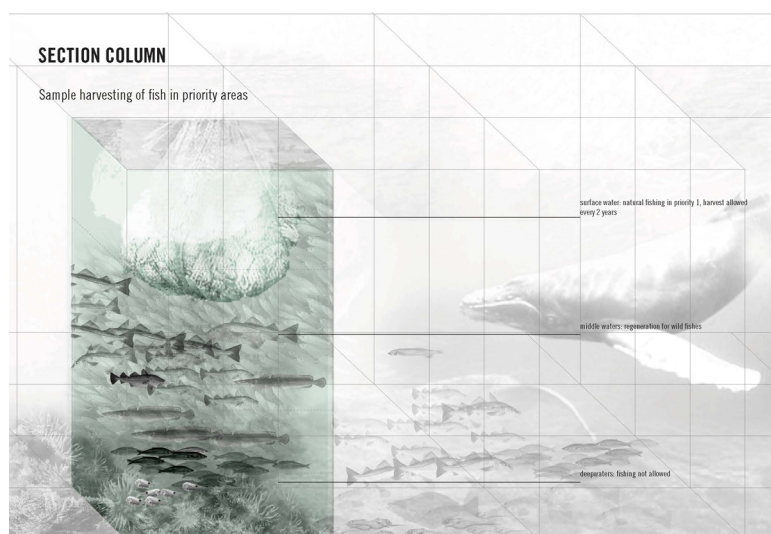 SECTION COLUMN
Sample harvesting of fish in priority areas
surface water: natural fishing in priority 1, harvest allowed
every 2 years
middle waters: regeneration for wild fishes
deepwaters: fishing not allowed